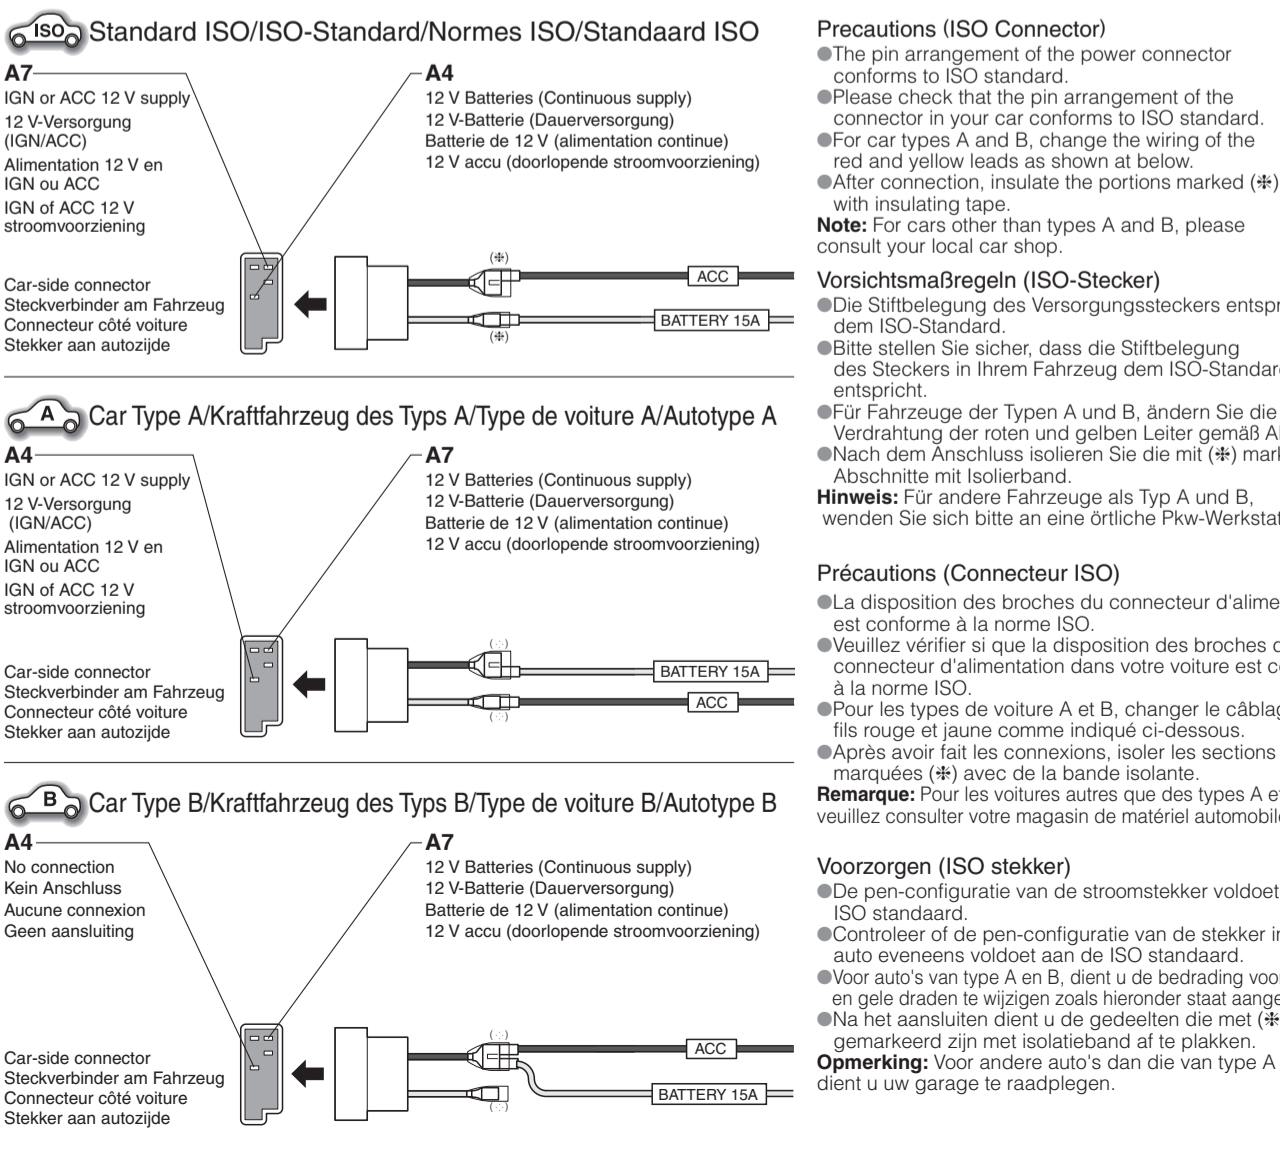 ISO Standard ISO/ISO-Standard/Normes ISO/Standaard ISO
A7
IGN or ACC 12 V supply
12 V-Versorgung
(IGN/ACC)
Alimentation 12 V en
IGN ou ACC
IGN of ACC 12 V
stroomvoorziening
A4
12 V Batteries (Continuous supply)
12 V-Batterie (Dauerversorgung)
Batterie de 12 V (alimentation continue)
12 V accu (doorlopende stroomvoorziening)
Car-side connector
Steckverbinder am Fahrzeug
Connecteur côté voiture
Stekker aan autozijde
(❉)
ACC
BATTERY 15A
(❉)
A Car Type A/Kraftfahrzeug des Typs A/Type de voiture A/Autotype A
A4
IGN or ACC 12 V supply
12 V-Versorgung
(IGN/ACC)
Alimentation 12 V en
IGN ou ACC
IGN of ACC 12 V
stroomvoorziening
A7
12 V Batteries (Continuous supply)
12 V-Batterie (Dauerversorgung)
Batterie de 12 V (alimentation continue)
12 V accu (doorlopende stroomvoorziening)
Car-side connector
Steckverbinder am Fahrzeug
Connecteur côté voiture
Stekker aan autozijde
(❉)
BATTERY 15A
ACC
(❉)
B Car Type B/Kraftfahrzeug des Typs B/Type de voiture B/Autotype B
A4
No connection
Kein Anschluss
Aucune connexion
Geen aansluiting
A7
12 V Batteries (Continuous supply)
12 V-Batterie (Dauerversorgung)
Batterie de 12 V (alimentation continue)
12 V accu (doorlopende stroomvoorziening)
Car-side connector
Steckverbinder am Fahrzeug
Connecteur côté voiture
Stekker aan autozijde
(❉)
ACC
BATTERY 15A
(❉)
Precautions (ISO Connector)
●The pin arrangement of the power connector
conforms to ISO standard.
●Please check that the pin arrangement of the
connector in your car conforms to ISO standard.
●For car types A and B, change the wiring of the
red and yellow leads as shown at below.
●After connection, insulate the portions marked (❉)
with insulating tape.
Note: For cars other than types A and B, please
consult your local car shop.
Vorsichtsmaßregeln (ISO-Stecker)
●Die Stiftbelegung des Versorgungssteckers entspr
dem ISO-Standard.
●Bitte stellen Sie sicher, dass die Stiftbelegung
des Steckers in Ihrem Fahrzeug dem ISO-Standar
entspricht.
●Für Fahrzeuge der Typen A und B, ändern Sie die
Verdrahtung der roten und gelben Leiter gemäß A
●Nach dem Anschluss isolieren Sie die mit (❉) mark
Abschnitte mit Isolierband.
Hinweis: Für andere Fahrzeuge als Typ A und B,
wenden Sie sich bitte an eine örtliche Pkw-Werksta
Précautions (Connecteur ISO)
●La disposition des broches du connecteur d'alime
est conforme à la norme ISO.
●Veuillez vérifier si que la disposition des broches
connecteur d'alimentation dans votre voiture est c
à la norme ISO.
●Pour les types de voiture A et B, changer le câblag
fils rouge et jaune comme indiqué ci-dessous.
●Après avoir fait les connexions, isoler les sections
marquées (❉) avec de la bande isolante.
Remarque: Pour les voitures autres que des types A e
veuillez consulter votre magasin de matériel automobil
Voorzorgen (ISO stekker)
●De pen-configuratie van de stroomstekker voldoet
ISO standaard.
●Controleer of de pen-configuratie van de stekker in
auto eveneens voldoet aan de ISO standaard.
●Voor auto's van type A en B, dient u de bedrading voor
en gele draden te wijzigen zoals hieronder staat aange
●Na het aansluiten dient u de gedeelten die met (❉
gemarkeerd zijn met isolatieband af te plakken.
Opmerking: Voor andere auto's dan die van type A
dient u uw garage te raadplegen.